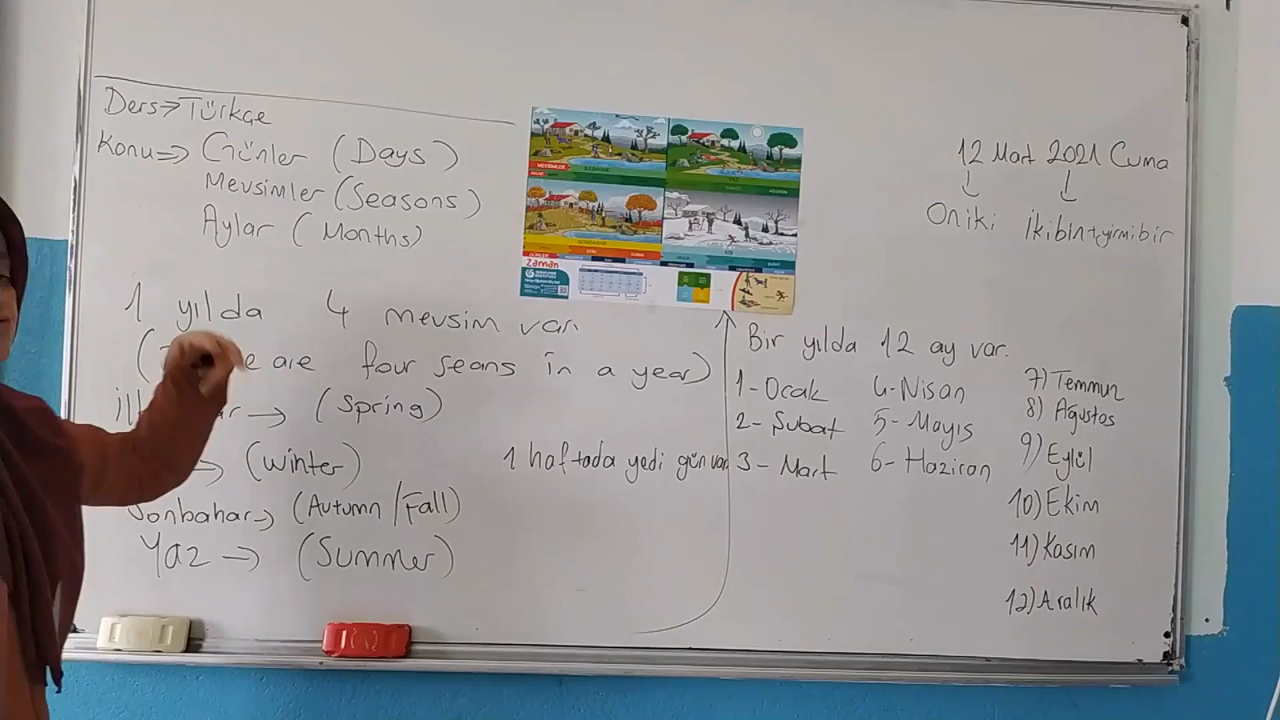 Ders⇒Türkçe
Konu⇒ Günler (Days)
Mevsimler (Seasons)
Aylar (Months)
1 yılda 4 mevsim var.
are four seans in a year)
→ (Spring)
→ (Winter)
Sonbahar→ (Autumn/Fall)
Yaz → (Summer)
1 haftada yedi gün var
MEVSİMLER
zaman
12 Mart 2021 Cuma
Oniki İkibinyirmibir
Bir yılda 12 ay var.
1-Ocak
2-Şubat
3-Mart
4-Nisan
5-Mayıs
6-Haziran
7) Temmuz
8) Ağustos
9) Eylül
10) Ekim
11) Kasım
12) Aralık